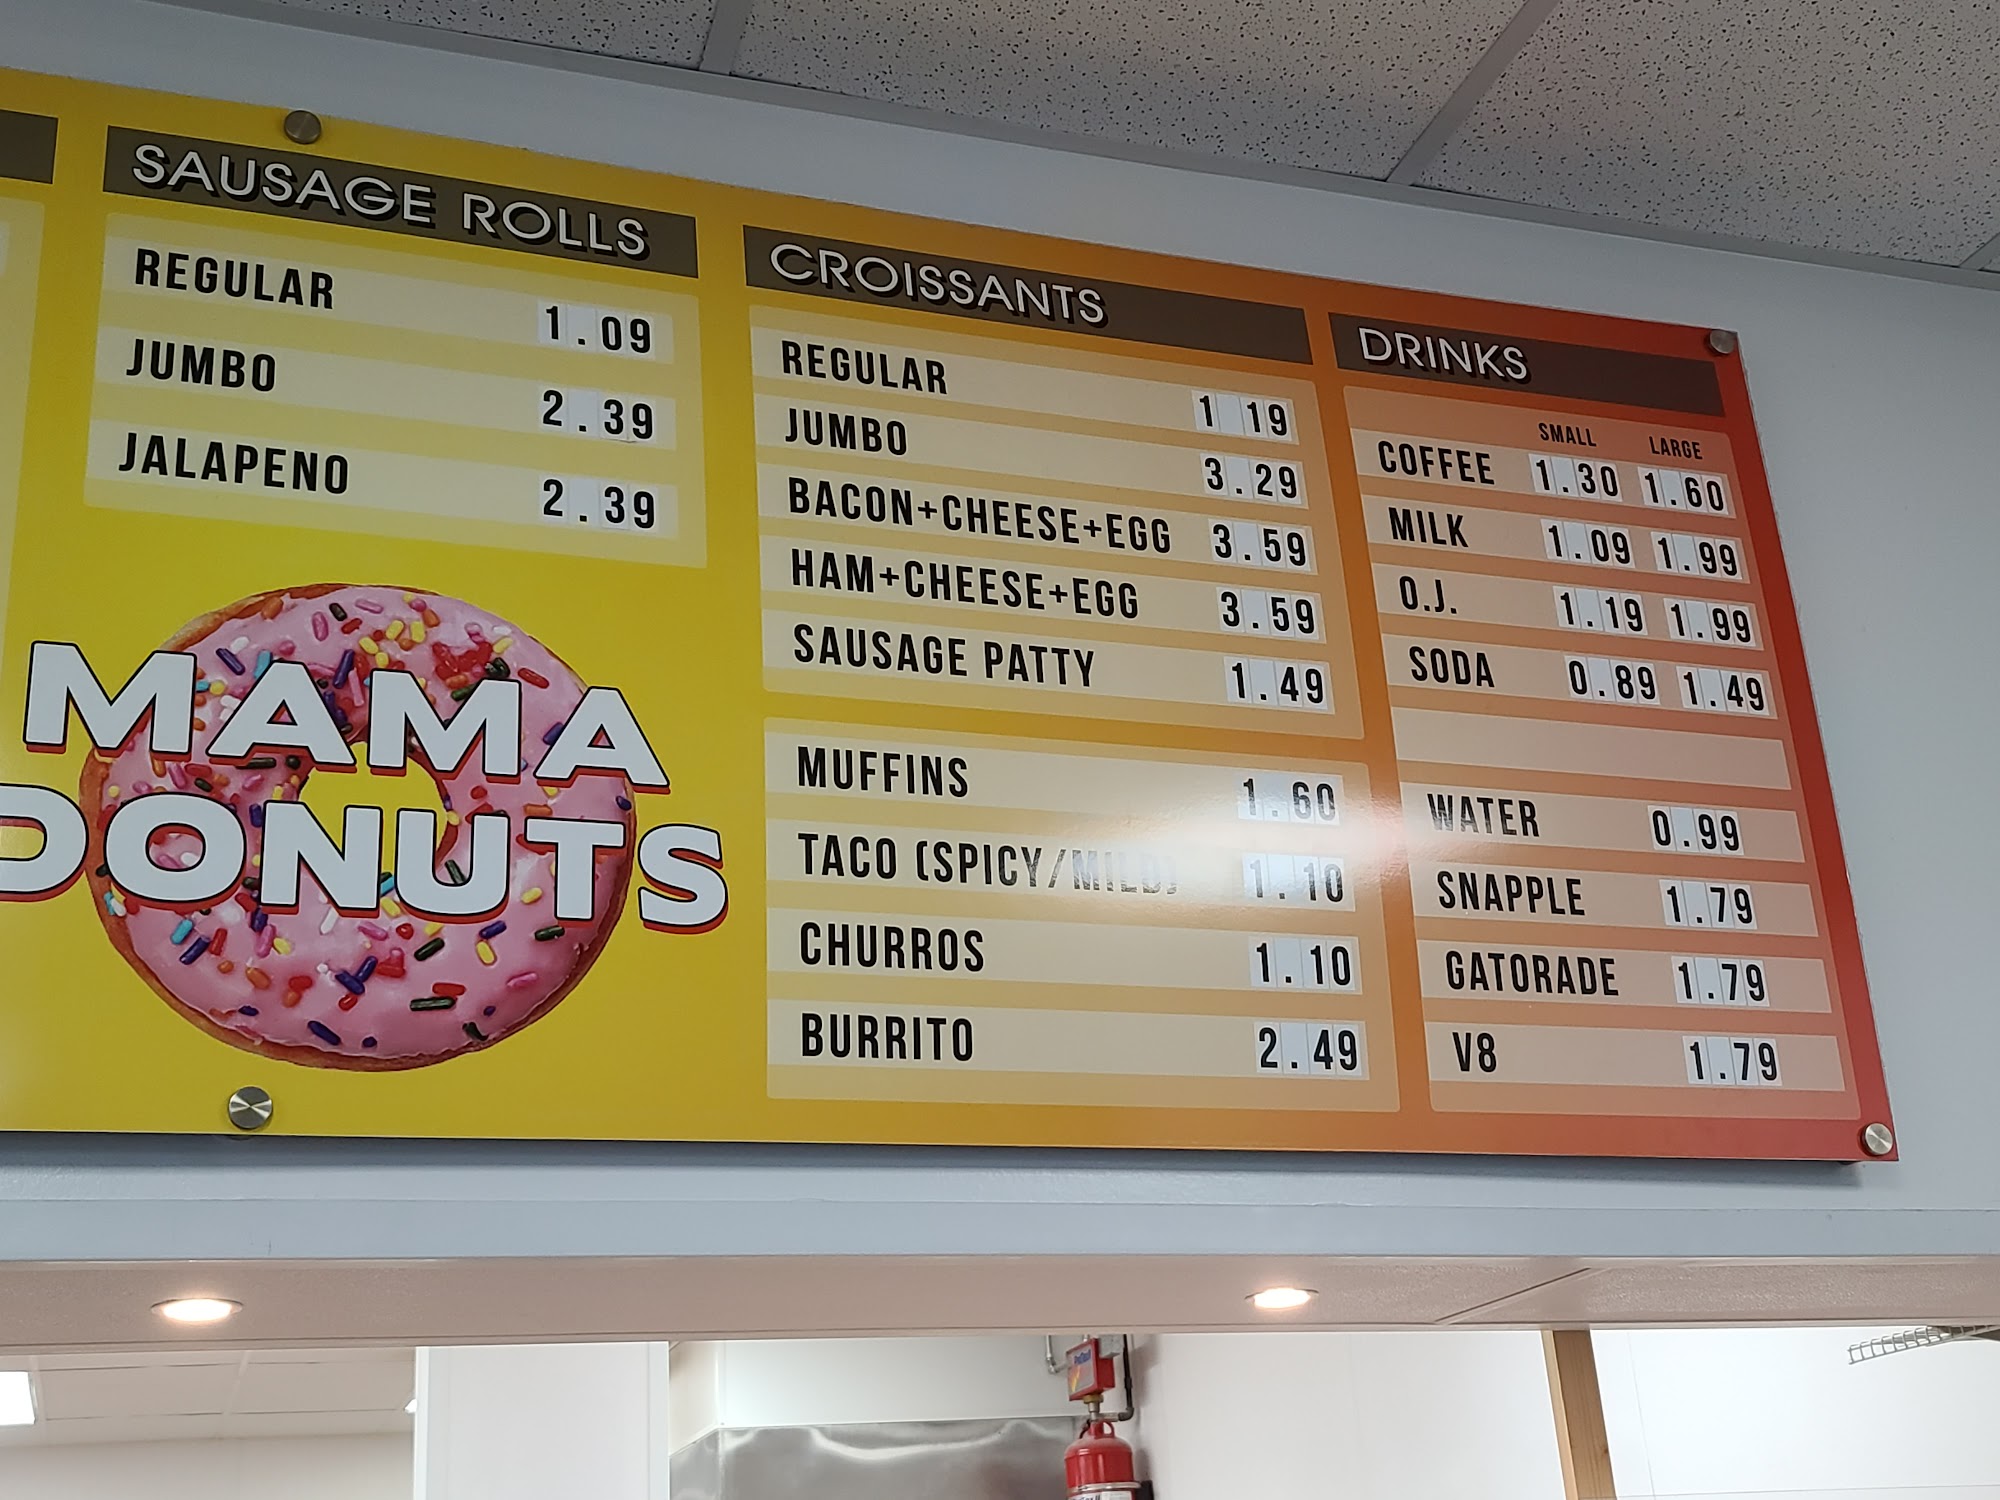 SAUSAGE ROLLS
REGULAR 1.09
JUMBO 2.39
JALAPENO 2.39
MAMA
DONUTS
CROISSANTS
REGULAR 1 19
JUMBO 3.29
BACON+CHEESE+EGG 3.59
HAM+CHEESE+EGG 3.59
SAUSAGE PATTY 1.49
MUFFINS 1.60
TACO (SPICY/MILD) 1.10
CHURROS 1.10
BURRITO 2.49
DRINKS
SMALL LARGE
COFFEE 1.30 1.60
MILK 1.09 1.99
O.J. 1.19 1.99
SODA 0.89 1.49
WATER 0.99
SNAPPLE 1.79
GATORADE 1.79
V8 1.79